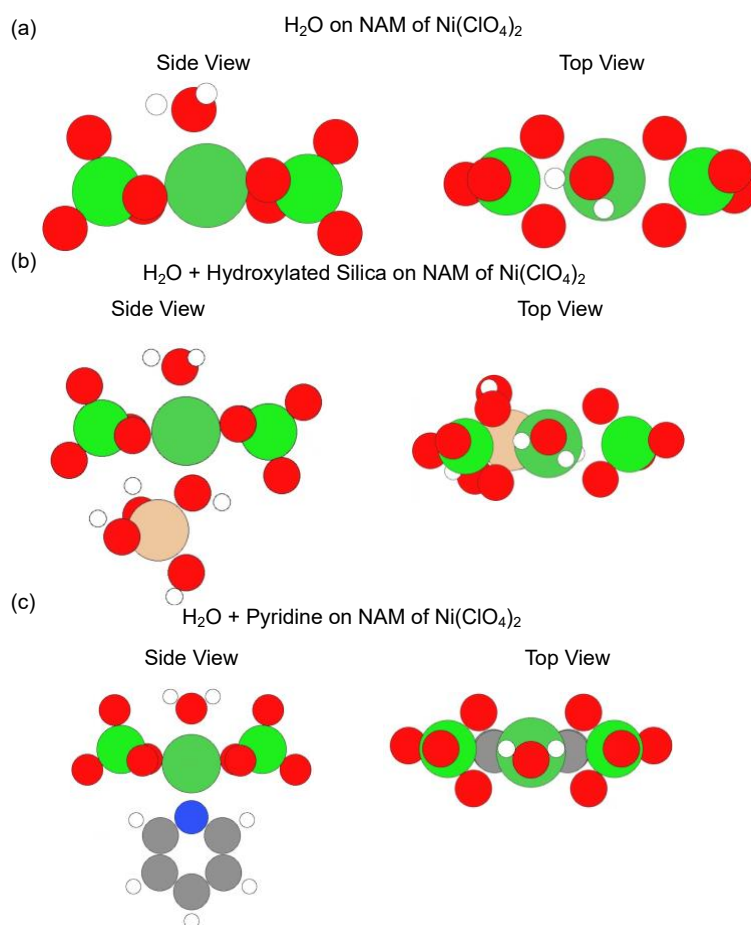 (a)
H₂O on NAM of Ni(ClO₄)₂
Side View
Top View
(b)
H₂O + Hydroxylated Silica on NAM of Ni(ClO₄)₂
Side View
Top View
(c)
H₂O + Pyridine on NAM of Ni(ClO₄)₂
Side View
Top View